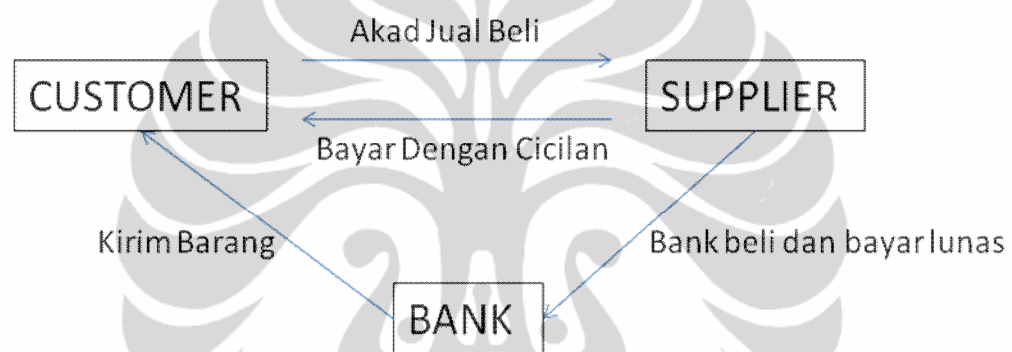 Akad Jual Beli
CUSTOMER
SUPPLIER
Bayar Dengan Cicilan
Kirim Barang
Bank beli dan bayar lunas
BANK